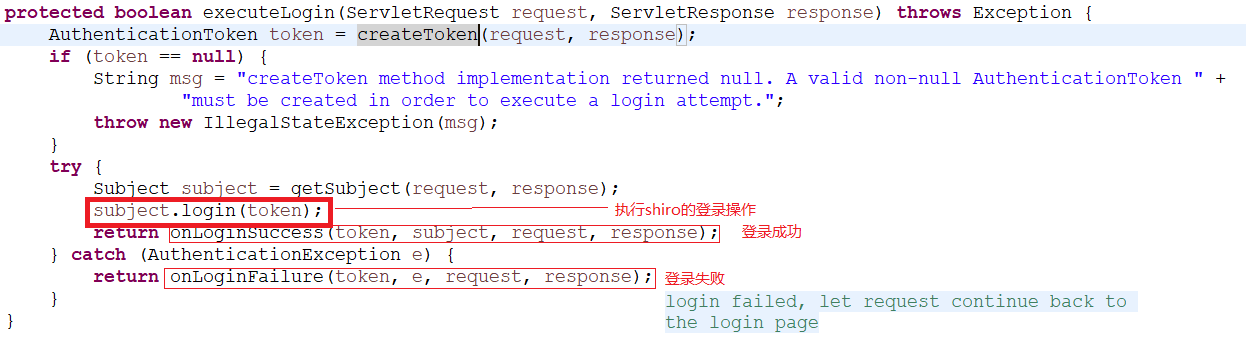 protected boolean executeLogin(ServletRequest request, ServletResponse response) throws Exception {
    AuthenticationToken token = createToken(request, response);
    if (token == null) {
        String msg = "createToken method implementation returned null. A valid non-null AuthenticationToken " +
                "must be created in order to execute a login attempt.";
        throw new IllegalStateException(msg);
    }
    try {
        Subject subject = getSubject(request, response);
        subject.login(token); 执行shiro的登录操作
        return onLoginSuccess(token, subject, request, response); 登录成功
    } catch (AuthenticationException e) {
        return onLoginFailure(token, e, request, response); 登录失败
    }
login failed, let request continue back to
the login page
}